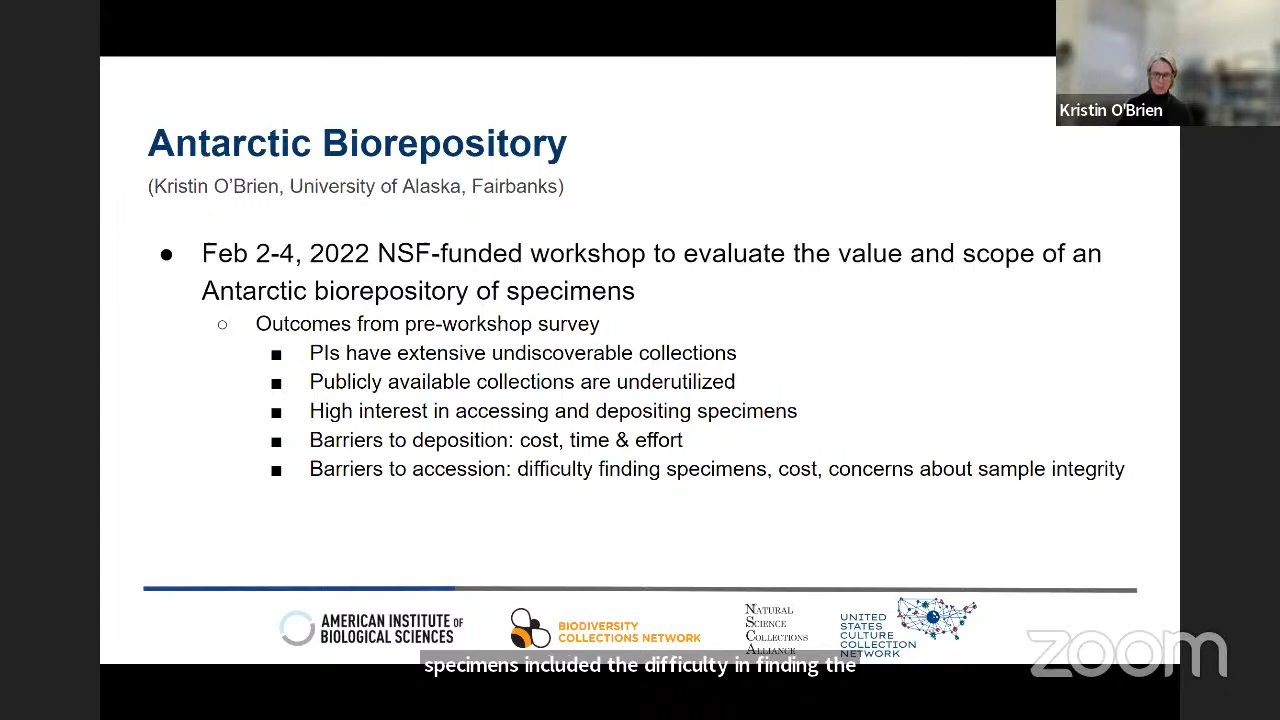 Kristin O'Brien
Antarctic Biorepository
(Kristin O’Brien, University of Alaska, Fairbanks)
● Feb 2-4, 2022 NSF-funded workshop to evaluate the value and scope of an
Antarctic biorepository of specimens
○ Outcomes from pre-workshop survey
■ PIs have extensive undiscoverable collections
■ Publicly available collections are underutilized
■ High interest in accessing and depositing specimens
■ Barriers to deposition: cost, time & effort
■ Barriers to accession: difficulty finding specimens, cost, concerns about sample integrity
AMERICAN INSTITUTE of
BIOLOGICAL SCIENCES
BIODIVERSITY
COLLECTIONS NETWORK
NATURAL
SCIENCE
COLLECTIONS
ALLIANCE
UNITED
STATES
CULTURE
COLLECTION
NETWORK
zoom
specimens included the difficulty in finding the